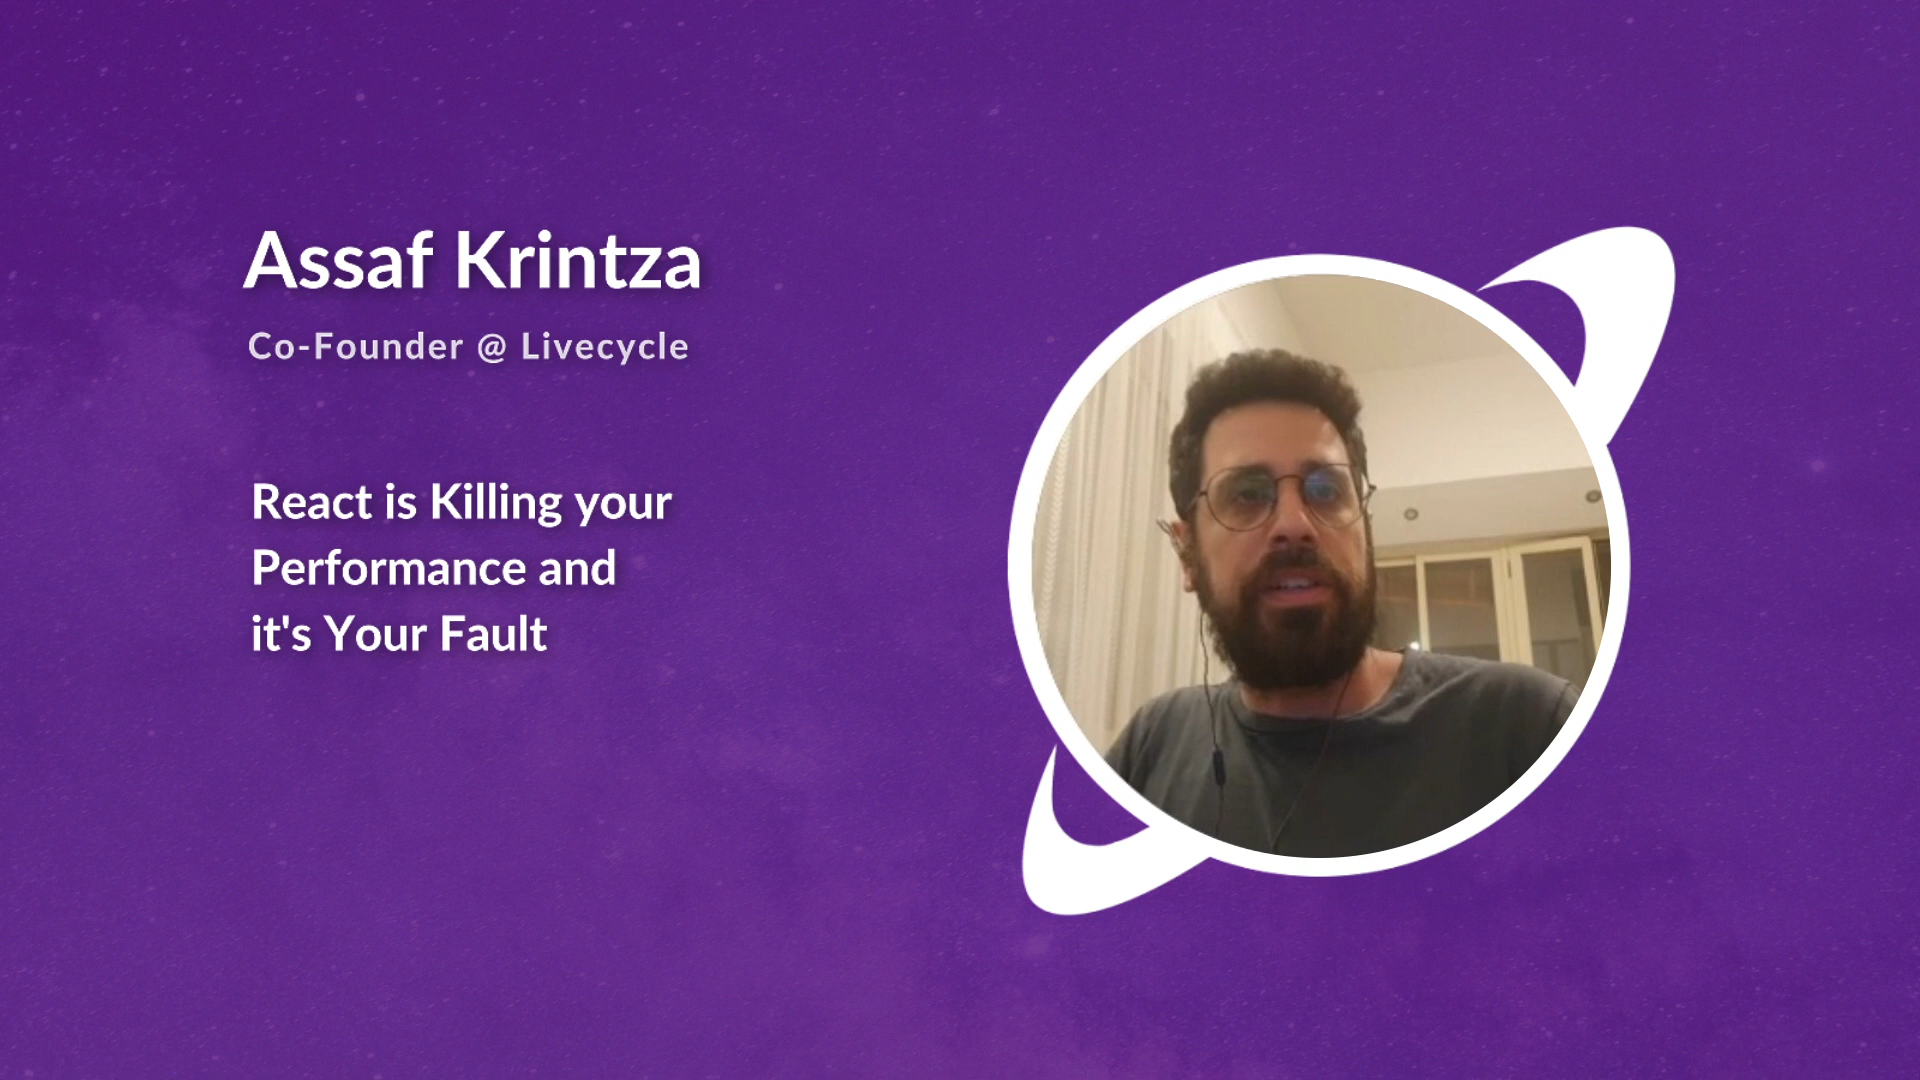 Assaf Krintza
Co-Founder @ Livecycle
React is Killing your
Performance and
it's Your Fault